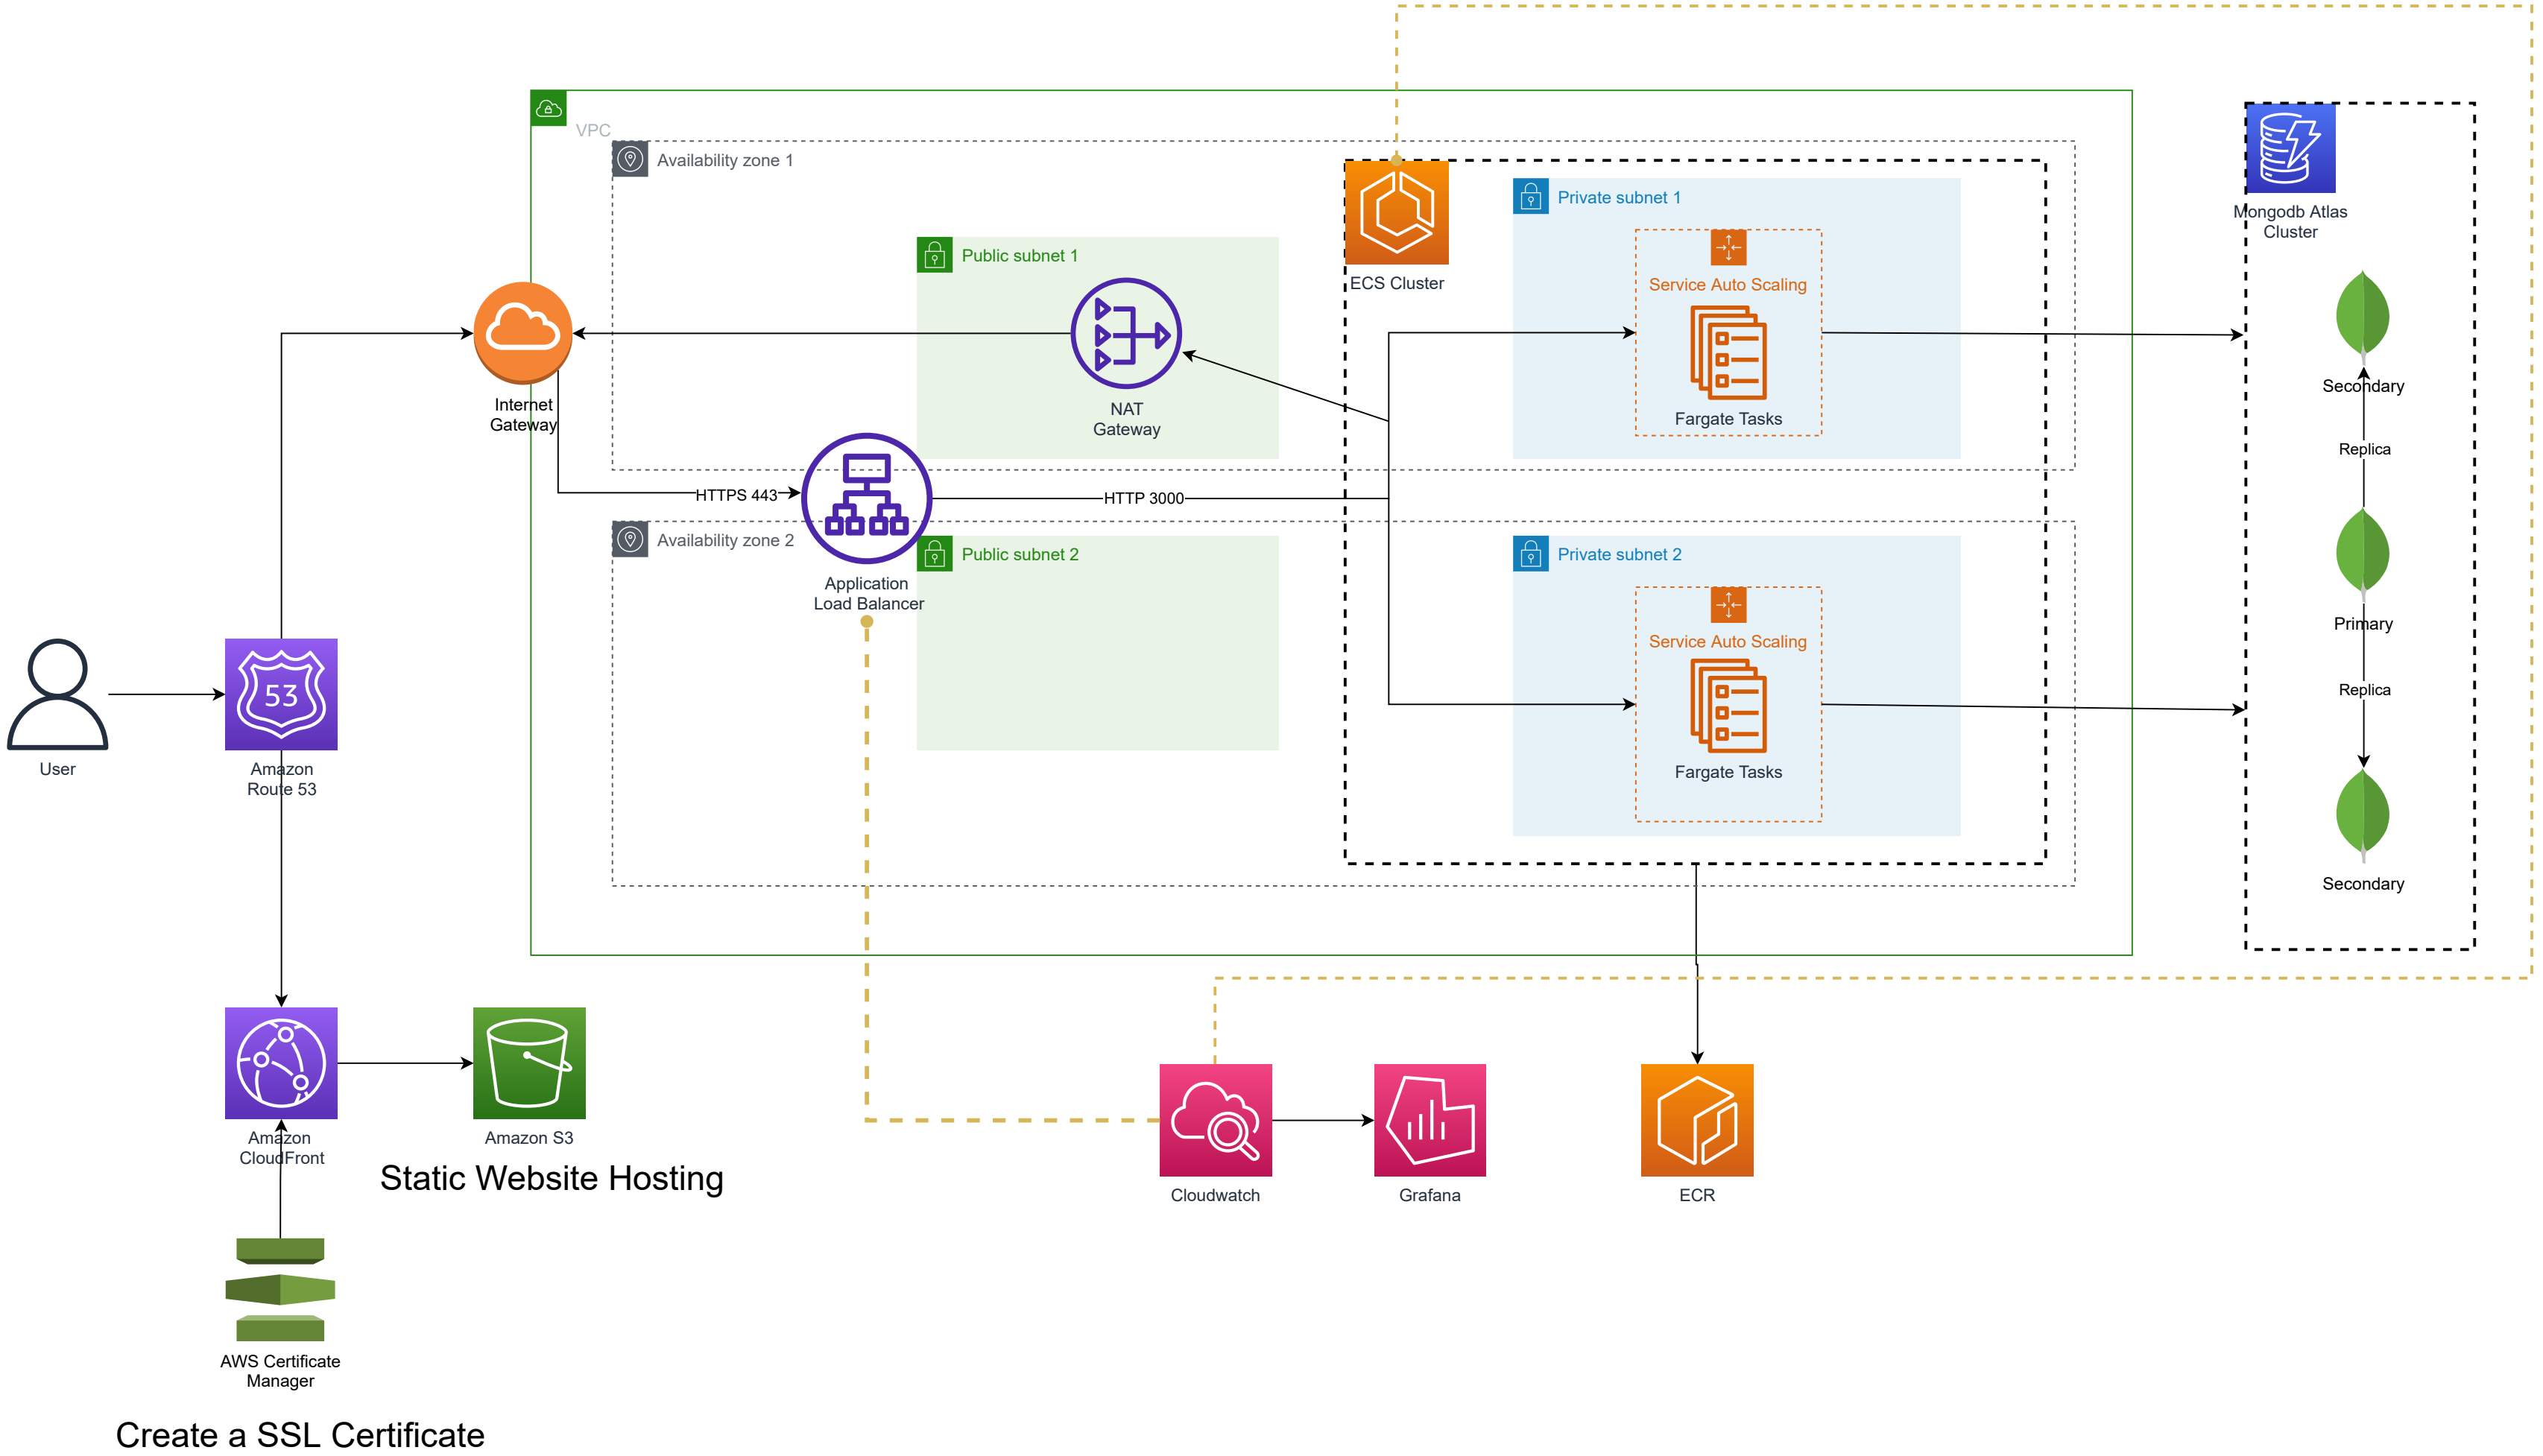 VPC
Availability zone 1
Private subnet 1
Mongodb Atlas
Cluster
Public subnet 1
ECS Cluster
Service Auto Scaling
Internet
Gateway
NAT
Gateway
Fargate Tasks
Secondary
Replica
HTTPS 443
HTTP 3000
Availability zone 2
Public subnet 2
Private subnet 2
Application
Load Balancer
Primary
Service Auto Scaling
53
Replica
User
Amazon
Route 53
Fargate Tasks
Secondary
Amazon
CloudFront
Amazon S3
Static Website Hosting
Cloudwatch
Grafana
ECR
AWS Certificate
Manager
Create a SSL Certificate